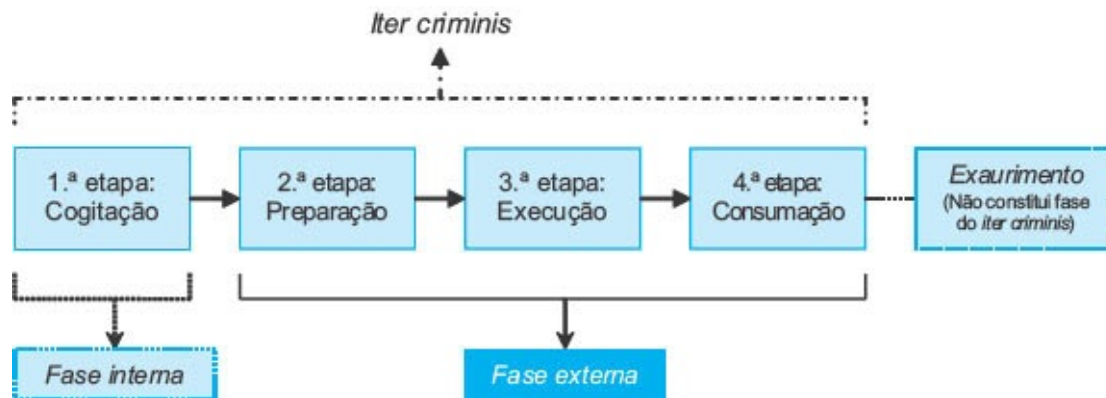 Iter criminis
1.ª etapa:
Cogitação
2.ª etapa:
Preparação
3.ª etapa:
Execução
4.ª etapa:
Consumação
Exaurimento
(Não constitui fase
do iter criminis)
Fase interna
Fase externa